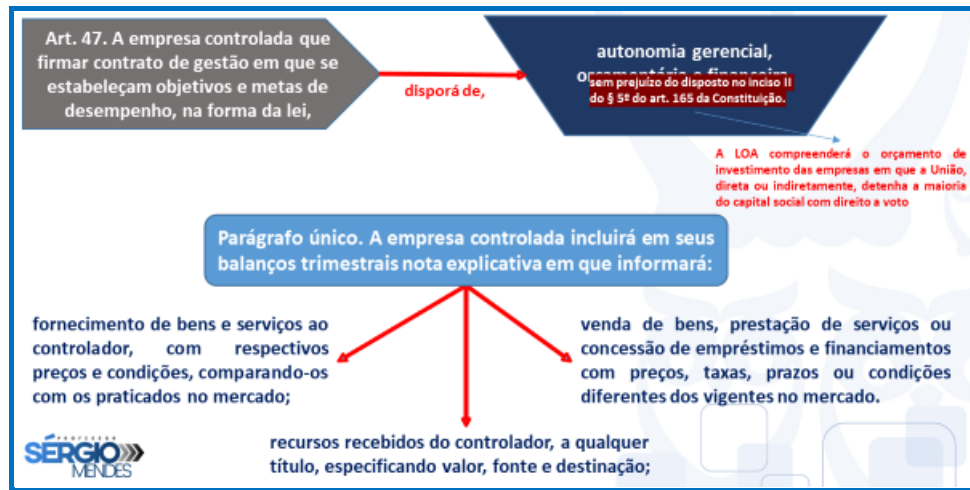 Art. 47. A empresa controlada que
firmar contrato de gestão em que se
estabeleçam objetivos e metas de
desempenho, na forma da lei,
disporá de,
autonomia gerencial,
orçamentária e financeira
sem prejuízo do disposto no inciso II
do § 5º do art. 165 da Constituição.
A LOA compreenderá o orçamento de
investimento das empresas em que a União,
direta ou indiretamente, detenha a maioria
do capital social com direito a voto
Parágrafo único. A empresa controlada incluirá em seus
balanços trimestrais nota explicativa em que informará:
fornecimento de bens e serviços ao
controlador, com respectivos
preços e condições, comparando-os
com os praticados no mercado;
venda de bens, prestação de serviços ou
concessão de empréstimos e financiamentos
com preços, taxas, prazos ou condições
diferentes dos vigentes no mercado.
recursos recebidos do controlador, a qualquer
título, especificando valor, fonte e destinação;
PROFESSOR
SÉRGIO
MENDES